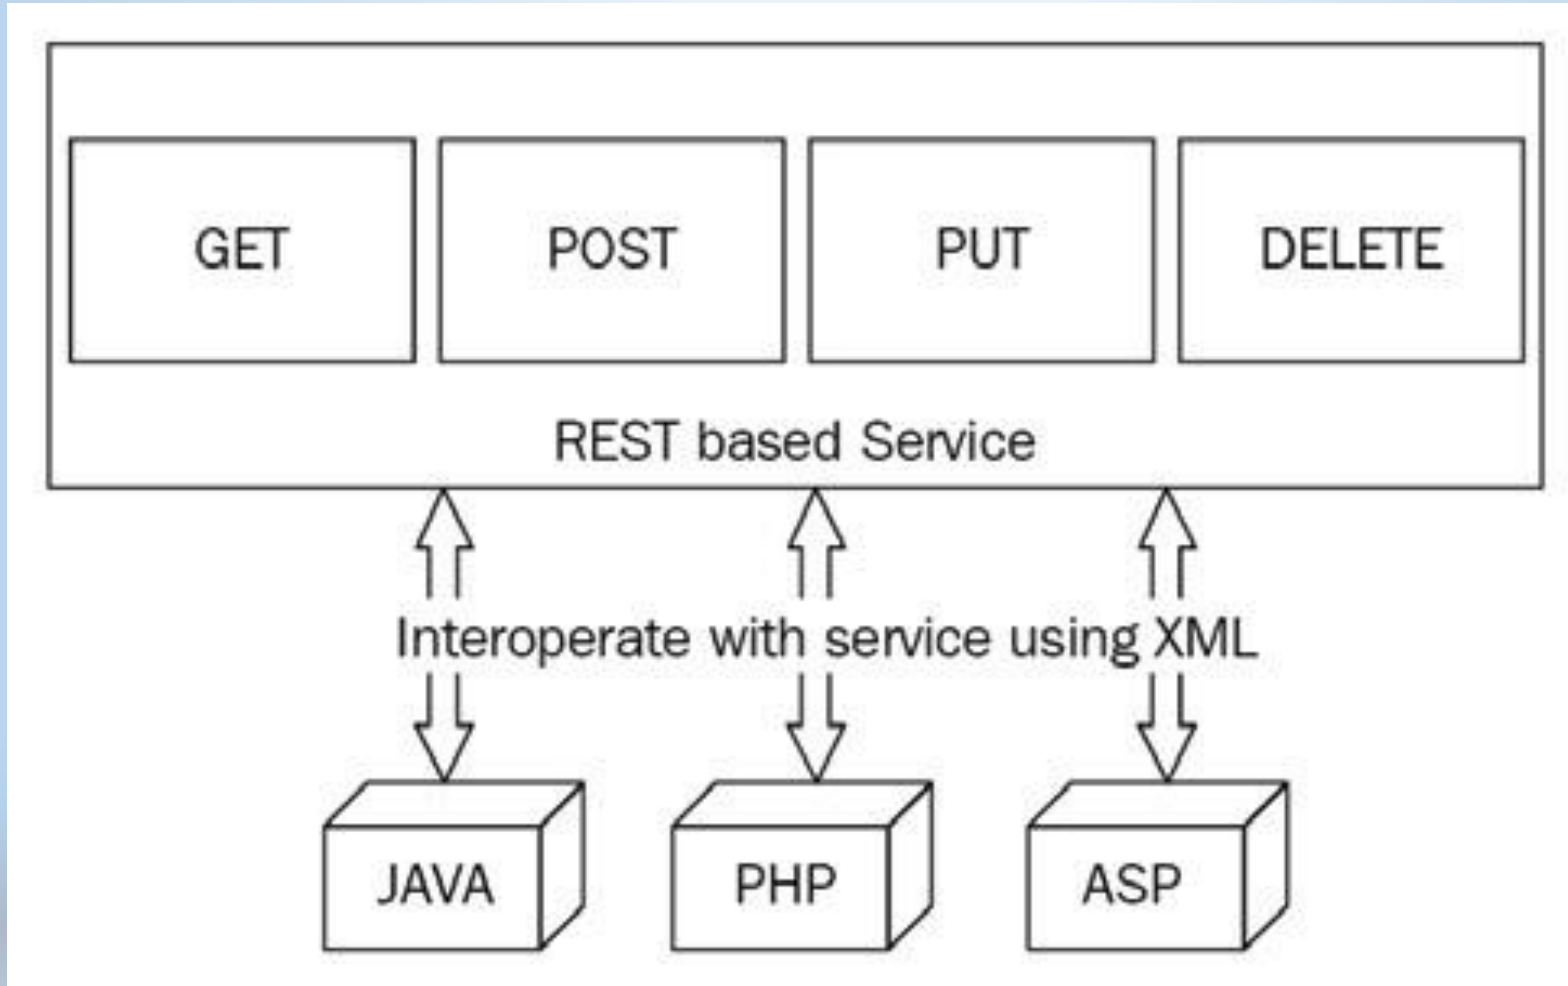 GET POST PUT DELETE
REST based Service
Interoperate with service using XML
JAVA PHP ASP